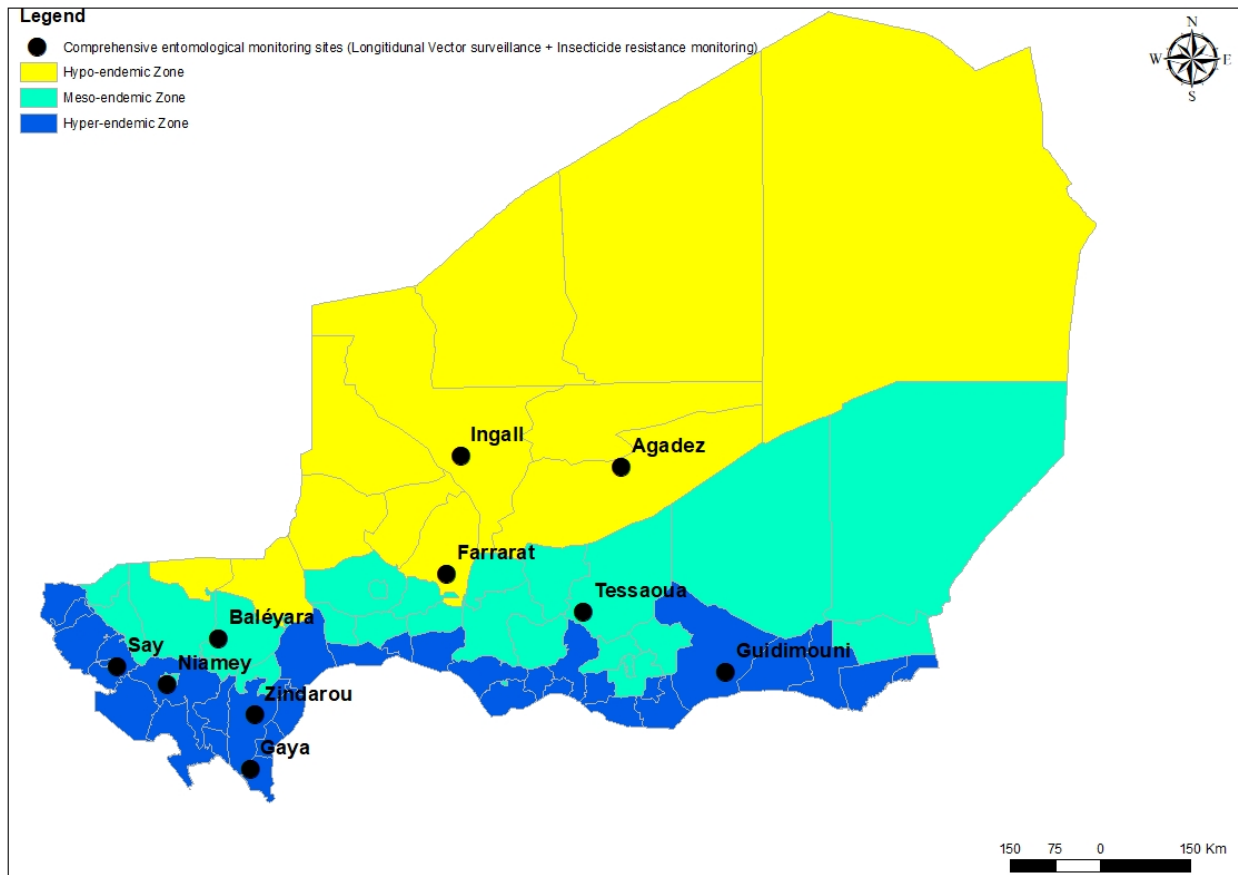 Legend
Comprehensive entomological monitoring sites (Longitidunal Vector surveillance + Insecticide resistance monitoring)
Hypo-endemic Zone
Meso-endemic Zone
Hyper-endemic Zone
N
W E
S
Ingall
Agadez
Farrarat
Tessaoua
Baléyara
Say
Niamey
Guidimouni
Zindarou
Gaya
150 75 0 150 Km